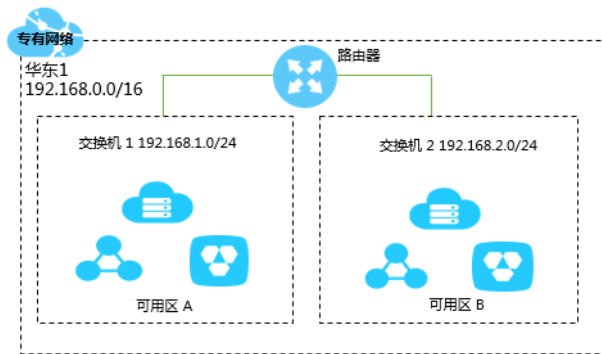 专有网络
路由器
华东1
192.168.0.0/16
交换机 1 192.168.1.0/24
交换机 2 192.168.2.0/24
可用区 A
可用区 B